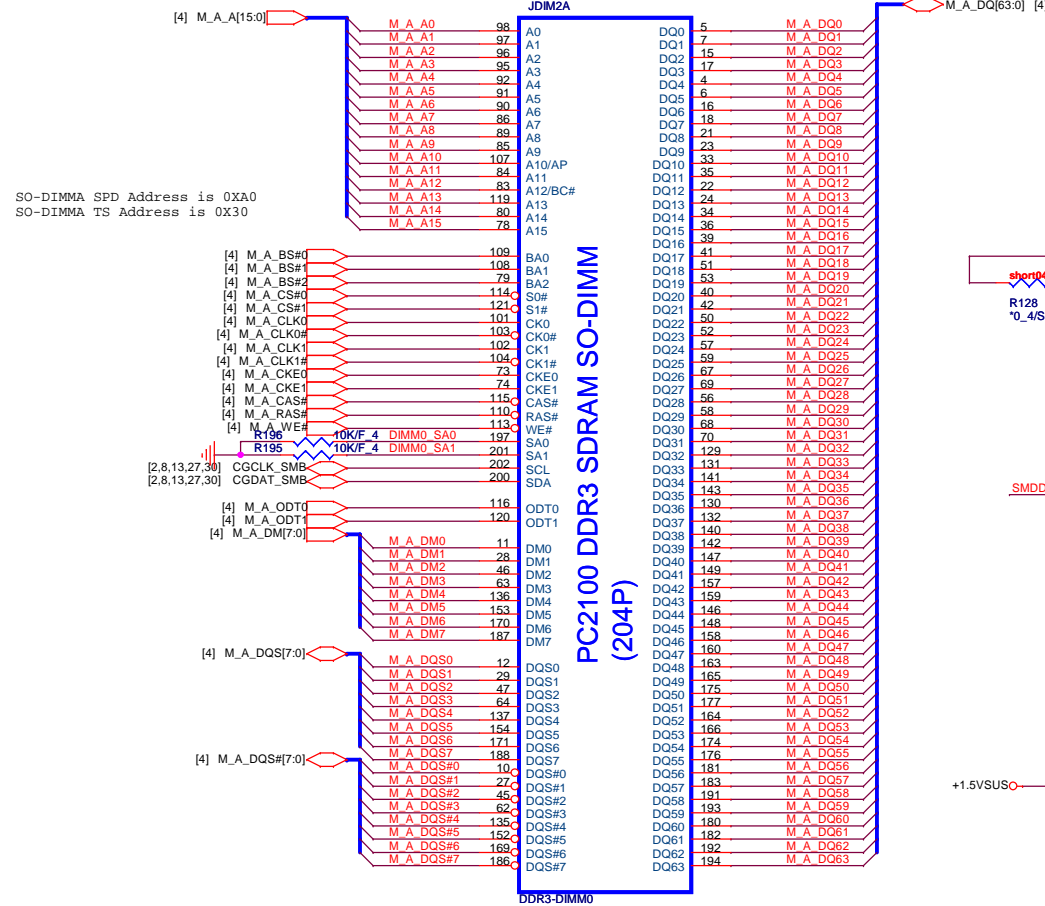 JDIM2A
[4] M_A_A[15:0]
M_A_DQ[63:0] [4]
M_A_A0 98 A0 DQ0 5 M_A_DQ0
M_A_A1 97 A1 DQ1 7 M_A_DQ1
M_A_A2 96 A2 DQ2 15 M_A_DQ2
M_A_A3 95 A3 DQ3 17 M_A_DQ3
M_A_A4 92 A4 DQ4 4 M_A_DQ4
M_A_A5 91 A5 DQ5 6 M_A_DQ5
M_A_A6 90 A6 DQ6 16 M_A_DQ6
M_A_A7 86 A7 DQ7 18 M_A_DQ7
M_A_A8 89 A8 DQ8 21 M_A_DQ8
M_A_A9 85 A9 DQ9 23 M_A_DQ9
M_A_A10 107 A10/AP DQ10 33 M_A_DQ10
M_A_A11 84 A11 DQ11 35 M_A_DQ11
M_A_A12 83 A12/BC# DQ12 22 M_A_DQ12
M_A_A13 119 A13 DQ13 24 M_A_DQ13
M_A_A14 80 A14 DQ14 34 M_A_DQ14
M_A_A15 78 A15 DQ15 36 M_A_DQ15
SO-DIMMA SPD Address is 0XA0
SO-DIMMA TS Address is 0X30
DQ16 39 M_A_DQ16
[4] M_A_BS#0 109 BA0 DQ17 41 M_A_DQ17
[4] M_A_BS#1 108 BA1 DQ18 51 M_A_DQ18
[4] M_A_BS#2 79 BA2 DQ19 53 M_A_DQ19
[4] M_A_CS#0 114 S0# DQ20 40 M_A_DQ20
[4] M_A_CS#1 121 S1# DQ21 42 M_A_DQ21
[4] M_A_CLK0 101 CK0 DQ22 50 M_A_DQ22
[4] M_A_CLK0# 103 CK0# DQ23 52 M_A_DQ23
[4] M_A_CLK1 102 CK1 DQ24 57 M_A_DQ24
[4] M_A_CLK1# 104 CK1# DQ25 59 M_A_DQ25
[4] M_A_CKE0 73 CKE0 DQ26 67 M_A_DQ26
[4] M_A_CKE1 74 CKE1 DQ27 69 M_A_DQ27
[4] M_A_CAS# 115 CAS# DQ28 56 M_A_DQ28
[4] M_A_RAS# 110 RAS# DQ29 58 M_A_DQ29
[4] M_A_WE# 113 WE# DQ30 68 M_A_DQ30
R196 10K/F_4 DIMM0_SA0 197 SA0 DQ31 70 M_A_DQ31
R195 10K/F_4 DIMM0_SA1 201 SA1 DQ32 129 M_A_DQ32
[2,8,13,27,30] CGCLK_SMB 202 SCL DQ33 131 M_A_DQ33
[2,8,13,27,30] CGDAT_SMB 200 SDA DQ34 141 M_A_DQ34
DQ35 143 M_A_DQ35
[4] M_A_ODT0 116 ODT0 DQ36 130 M_A_DQ36
[4] M_A_ODT1 120 ODT1 DQ37 132 M_A_DQ37
[4] M_A_DM[7:0] DQ38 140 M_A_DQ38
M_A_DM0 11 DM0 DQ39 142 M_A_DQ39
M_A_DM1 28 DM1 DQ40 147 M_A_DQ40
M_A_DM2 46 DM2 DQ41 149 M_A_DQ41
M_A_DM3 63 DM3 DQ42 157 M_A_DQ42
M_A_DM4 136 DM4 DQ43 159 M_A_DQ43
M_A_DM5 153 DM5 DQ44 146 M_A_DQ44
M_A_DM6 170 DM6 DQ45 148 M_A_DQ45
M_A_DM7 187 DM7 DQ46 158 M_A_DQ46
[4] M_A_DQS[7:0] DQ47 160 M_A_DQ47
M_A_DQS0 12 DQS0 DQ48 163 M_A_DQ48
M_A_DQS1 29 DQS1 DQ49 165 M_A_DQ49
M_A_DQS2 47 DQS2 DQ50 175 M_A_DQ50
M_A_DQS3 64 DQS3 DQ51 177 M_A_DQ51
M_A_DQS4 137 DQS4 DQ52 164 M_A_DQ52
M_A_DQS5 154 DQS5 DQ53 166 M_A_DQ53
M_A_DQS6 171 DQS6 DQ54 174 M_A_DQ54
M_A_DQS7 188 DQS7 DQ55 176 M_A_DQ55
[4] M_A_DQS#[7:0]
M_A_DQS#0 10 DQS#0 DQ56 181 M_A_DQ56
M_A_DQS#1 27 DQS#1 DQ57 183 M_A_DQ57
M_A_DQS#2 45 DQS#2 DQ58 191 M_A_DQ58
M_A_DQS#3 62 DQS#3 DQ59 193 M_A_DQ59
M_A_DQS#4 135 DQS#4 DQ60 180 M_A_DQ60
M_A_DQS#5 152 DQS#5 DQ61 182 M_A_DQ61
M_A_DQS#6 169 DQS#6 DQ62 192 M_A_DQ62
M_A_DQS#7 186 DQS#7 DQ63 194 M_A_DQ63
PC2100 DDR3 SDRAM SO-DIMM
(204P)
DDR3-DIMM0
short04
R128
*0_4/S
SMDD
+1.5VSUS